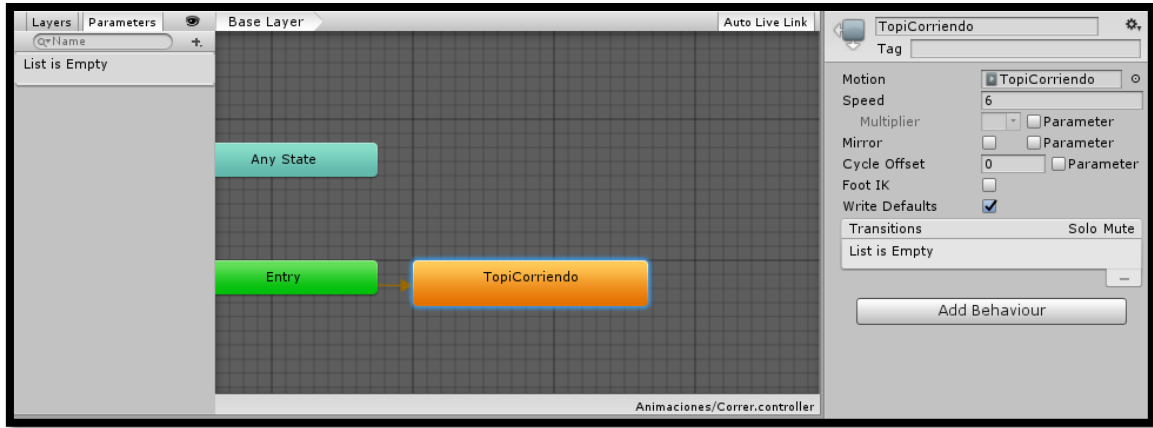 Layers Parameters
Name
List is Empty
Base Layer Auto Live Link
Any State
Entry TopiCorriendo
Animaciones/Correr.controller
TopiCorriendo
Tag
Motion TopiCorriendo
Speed 6
Multiplier Parameter
Mirror Parameter
Cycle Offset 0 Parameter
Foot IK
Write Defaults
Transitions Solo Mute
List is Empty
Add Behaviour